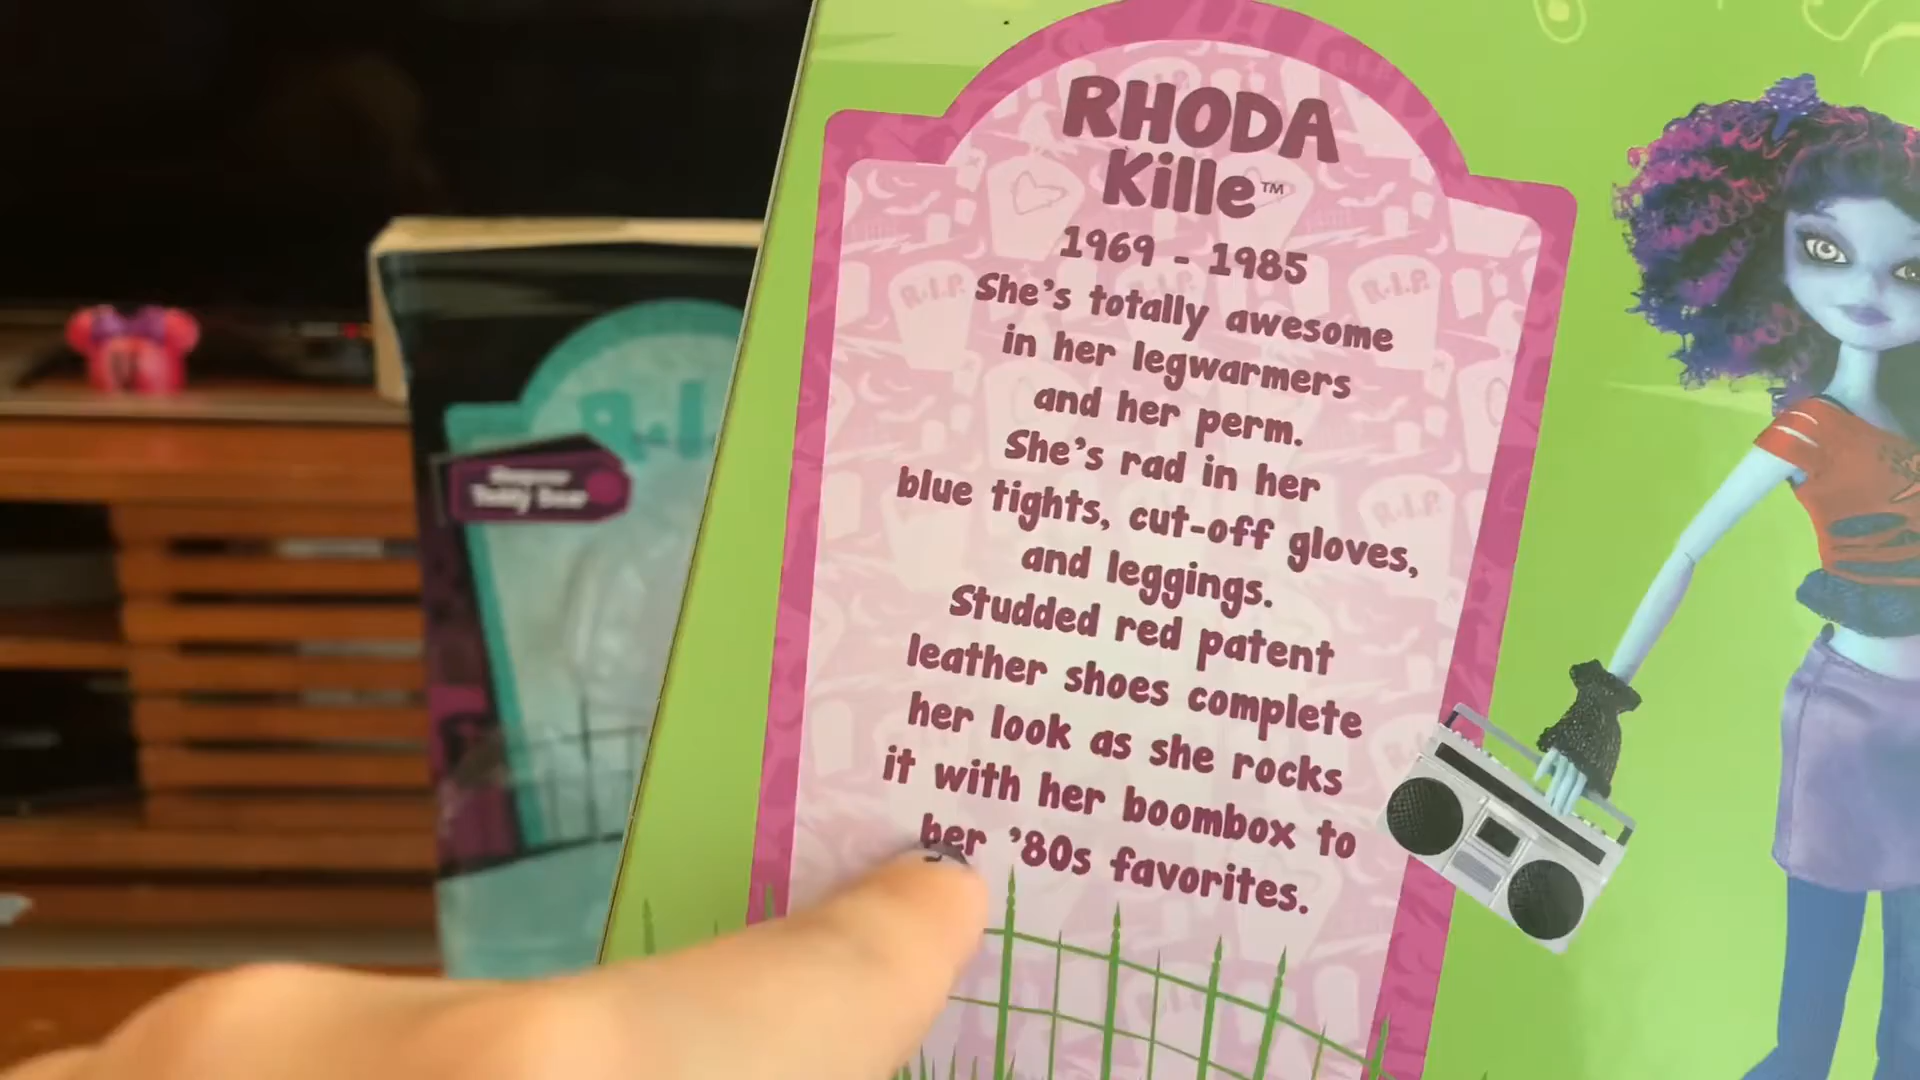 RHODA
Kille™
1969 - 1985
She's totally awesome
in her legwarmers
and her perm.
She's rad in her
blue tights, cut-off gloves,
and leggings.
Studded red patent
leather shoes complete
her look as she rocks
it with her boombox to
her '80s favorites.
R.I.P.
R.I.P.
R.I.P.
Teddy Bear